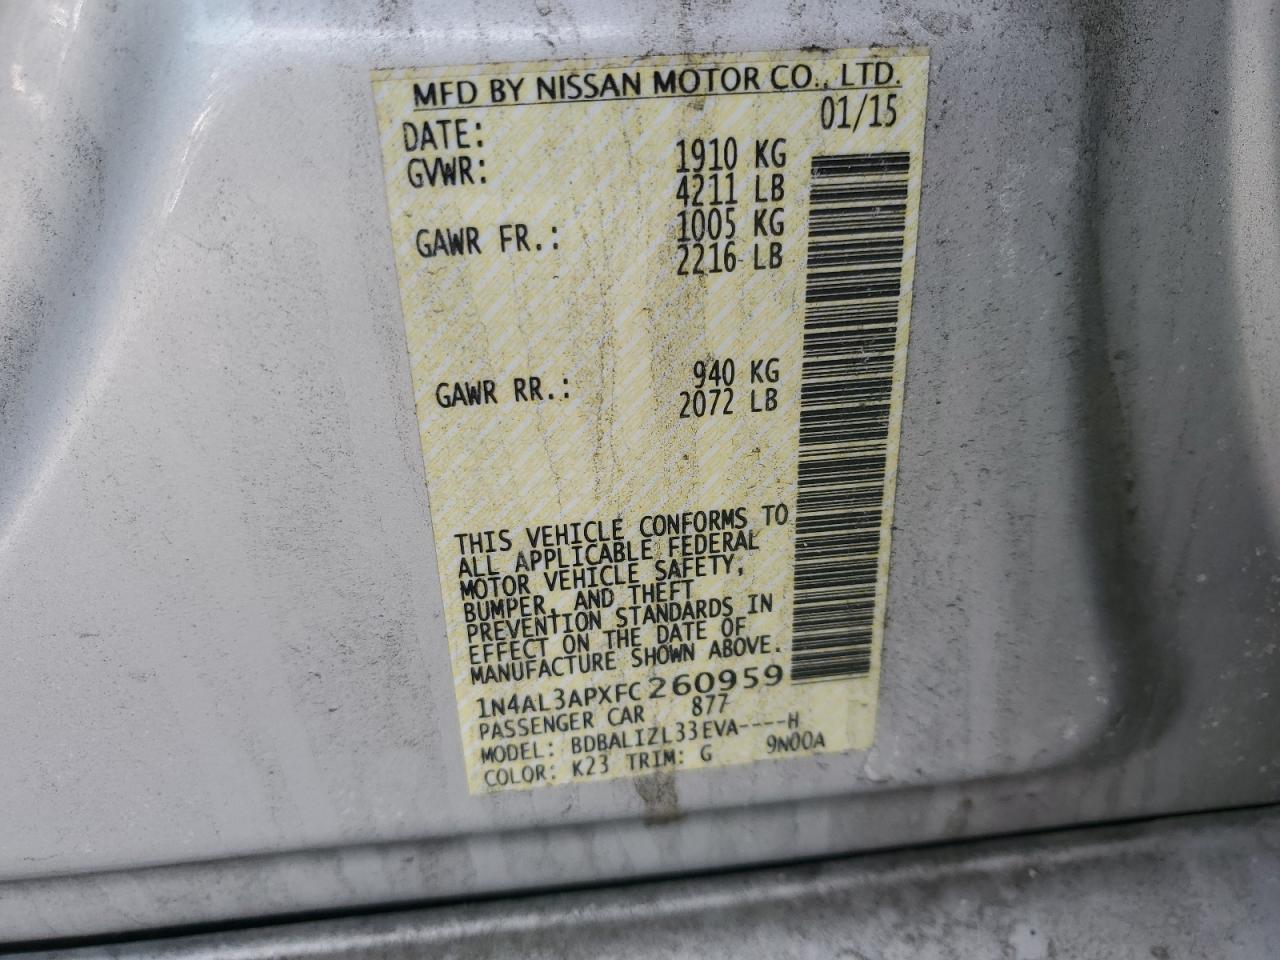 MFD BY NISSAN MOTOR CO., LTD.
DATE: 01/15
GVWR: 1910 KG
4211 LB
GAWR FR.: 1005 KG
2216 LB
GAWR RR.: 940 KG
2072 LB
THIS VEHICLE CONFORMS TO
ALL APPLICABLE FEDERAL
MOTOR VEHICLE SAFETY,
BUMPER, AND THEFT
PREVENTION STANDARDS IN
EFFECT ON THE DATE OF
MANUFACTURE SHOWN ABOVE.
1N4AL3APXFC260959
PASSENGER CAR 877
MODEL: BDBALIZL33EVA----H
COLOR: K23 TRIM: G 9N00A